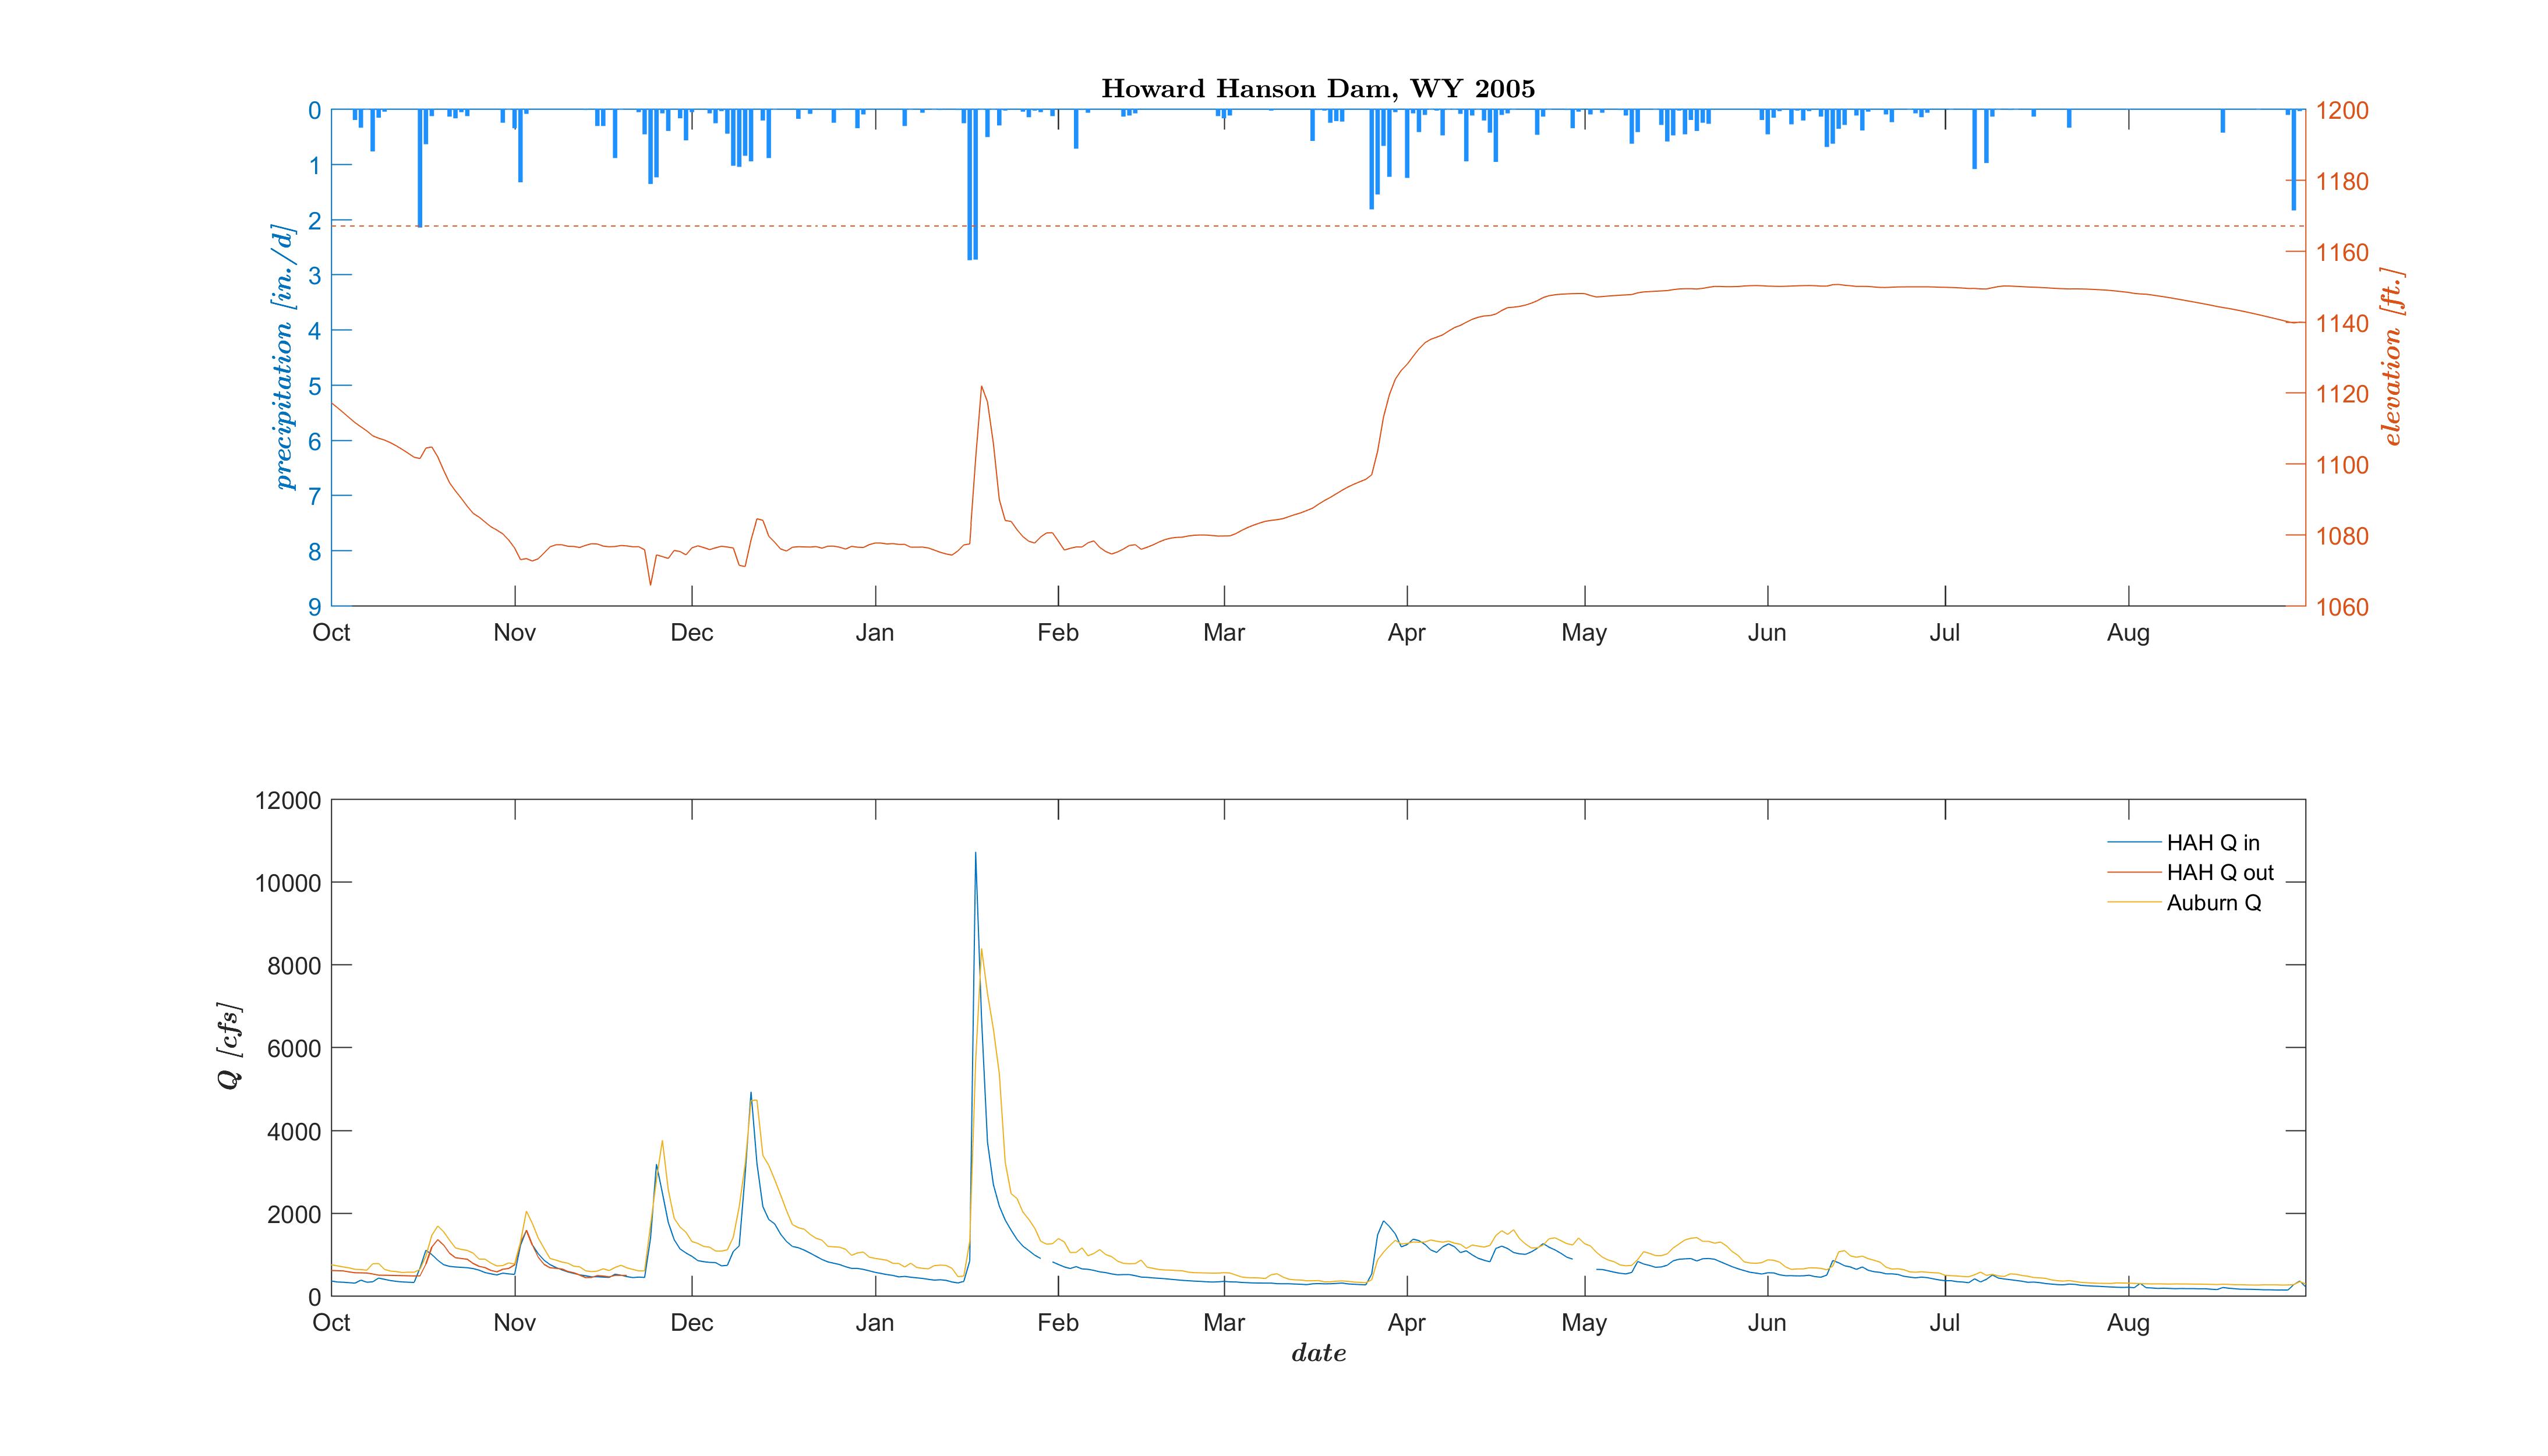 Howard Hanson Dam, WY 2005
0
1
2
3
4
5
6
7
8
9
precipitation [in./d]
1200
1180
1160
1140
1120
1100
1080
1060
elevation [ft.]
Oct Nov Dec Jan Feb Mar Apr May Jun Jul Aug
12000
10000
8000
6000
4000
2000
0
Q [cfs]
HAH Q in
HAH Q out
Auburn Q
Oct Nov Dec Jan Feb Mar Apr May Jun Jul Aug
date